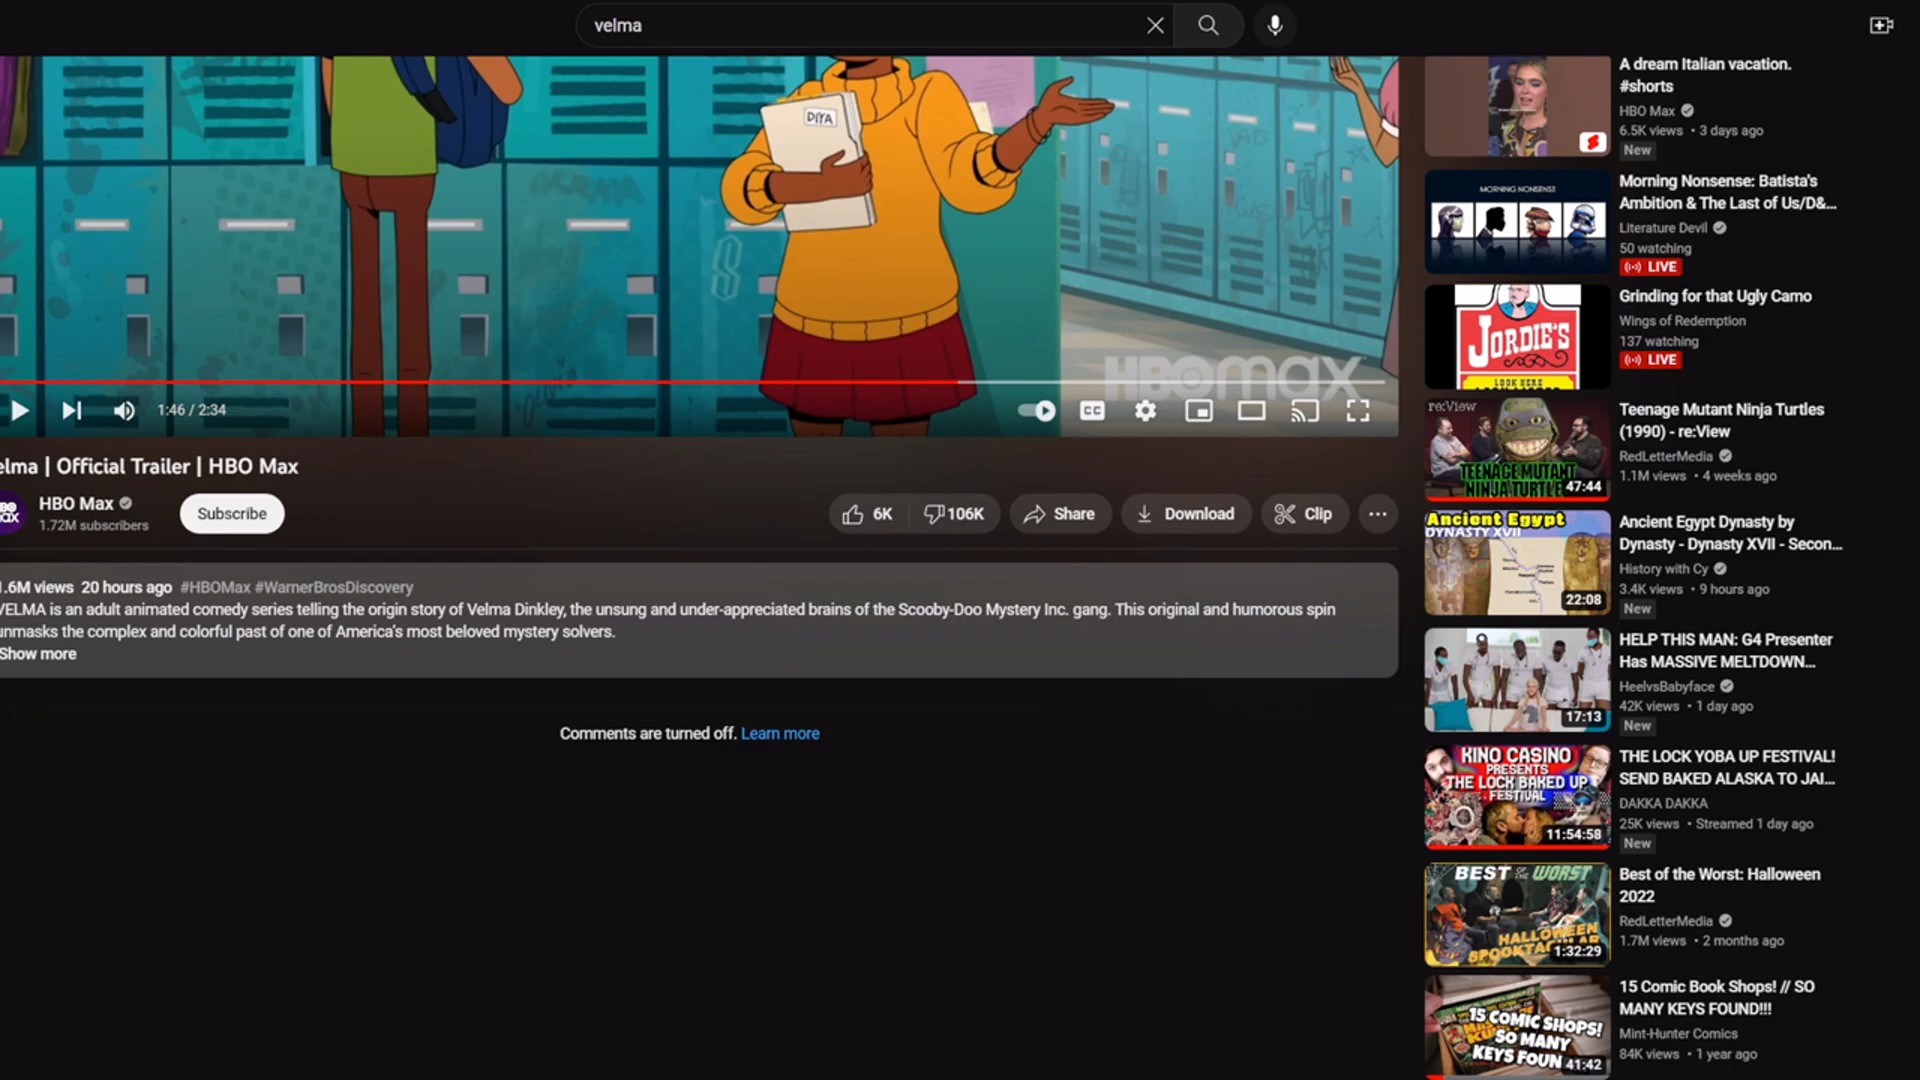 velma
DIYA
HBOmax
1:46 / 2:34
CC
elma | Official Trailer | HBO Max
HBO Max
1.72M subscribers
Subscribe
6K
106K
Share
Download
Clip
1.6M views 20 hours ago #HBOMax #WarnerBrosDiscovery
VELMA is an adult animated comedy series telling the origin story of Velma Dinkley, the unsung and under-appreciated brains of the Scooby-Doo Mystery Inc. gang. This original and humorous spin
unmasks the complex and colorful past of one of America's most beloved mystery solvers.
Show more
Comments are turned off. Learn more
A dream Italian vacation.
#shorts
HBO Max
6.5K views • 3 days ago
New
MORNING NONSENSE
Morning Nonsense: Batista's
Ambition & The Last of Us/D&...
Literature Devil
50 watching
LIVE
JORDIE'S
LOOK HERE
Grinding for that Ugly Camo
Wings of Redemption
137 watching
LIVE
re:View
TEENAGE MUTANT
NINJA TURTLE
47:44
Teenage Mutant Ninja Turtles
(1990) - re:View
RedLetterMedia
1.1M views • 4 weeks ago
Ancient Egypt
DYNASTY XVII
22:08
Ancient Egypt Dynasty by
Dynasty - Dynasty XVII - Secon...
History with Cy
3.4K views • 9 hours ago
New
17:13
HELP THIS MAN: G4 Presenter
Has MASSIVE MELTDOWN...
HeelvsBabyface
42K views • 1 day ago
New
KINO CASINO
PRESENTS
THE LOCK BAKED UP
FESTIVAL
11:54:58
THE LOCK YOBA UP FESTIVAL!
SEND BAKED ALASKA TO JAI...
DAKKA DAKKA
25K views • Streamed 1 day ago
New
BEST OF THE WORST
HALLOWEEN
SPOOKTACULAR
1:32:29
Best of the Worst: Halloween
2022
RedLetterMedia
1.7M views • 2 months ago
15 COMIC SHOPS!
SO MANY
KEYS FOUN
41:42
15 Comic Book Shops! // SO
MANY KEYS FOUND!!!
Mint-Hunter Comics
84K views • 1 year ago